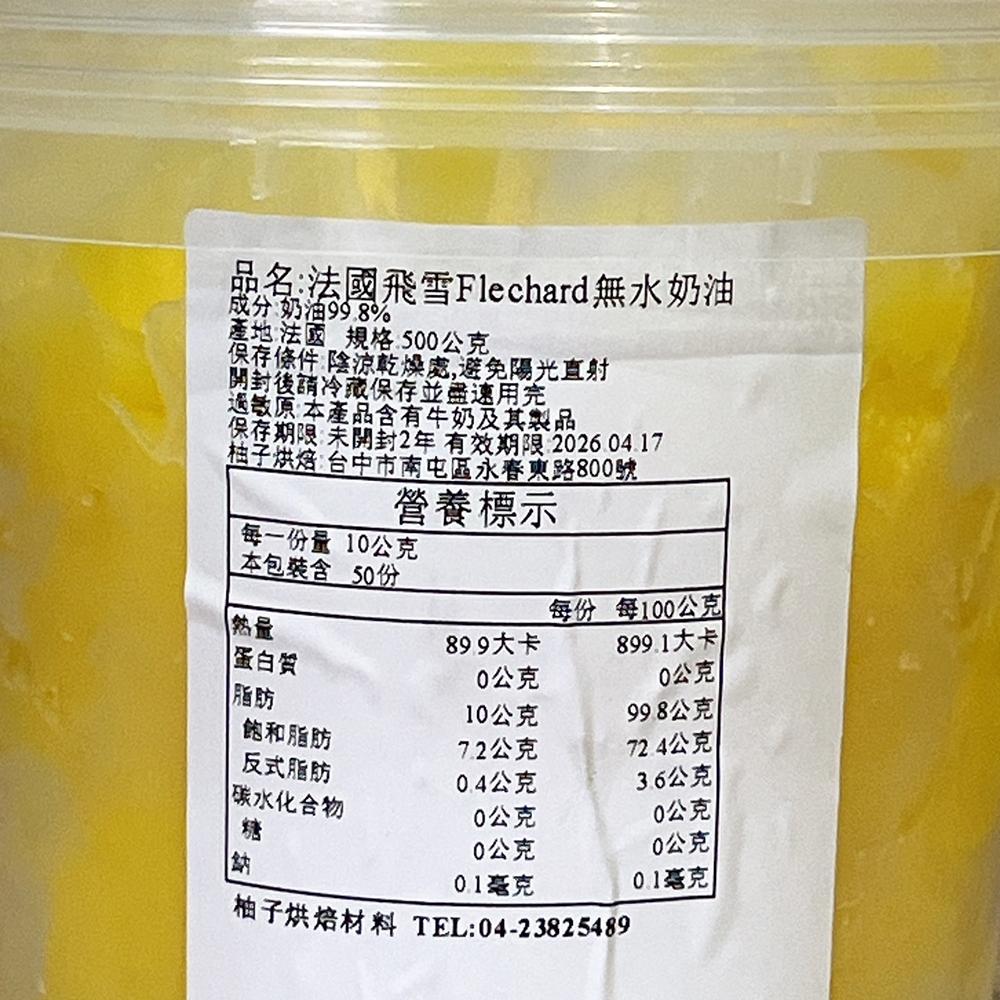 品名:法國飛雪Flechard無水奶油
成分:奶油99.8%
產地:法國 規格:500公克
保存條件:陰涼乾燥處,避免陽光直射
開封後請冷藏保存並盡速用完
過敏原:本產品含有牛奶及其製品
保存期限:未開封2年 有效期限:2026.04.17
柚子烘焙:台中市南屯區永春東路800號
營養標示
每一份量 10公克
本包裝含 50份
每份 每100公克
熱量 89.9大卡 899.1大卡
蛋白質 0公克 0公克
脂肪 10公克 99.8公克
飽和脂肪 7.2公克 72.4公克
反式脂肪 0.4公克 3.6公克
碳水化合物 0公克 0公克
糖 0公克 0公克
鈉 0.1毫克 0.1毫克
柚子烘焙材料 TEL:04-23825489